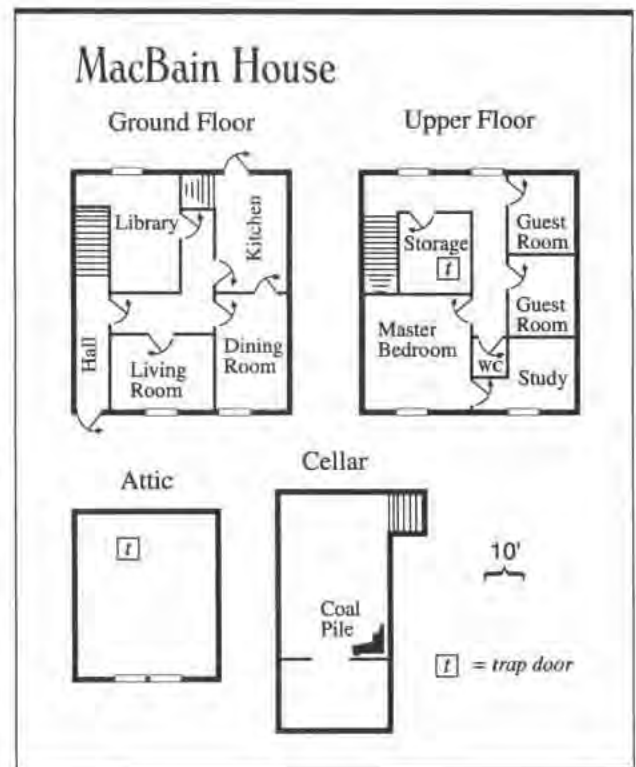 MacBain House
Ground Floor
Upper Floor
Library
Kitchen
Hall
Living
Room
Dining
Room
Storage
t
Guest
Room
Guest
Room
Master
Bedroom
WC
Study
Attic
t
Cellar
Coal
Pile
10'
t = trap door